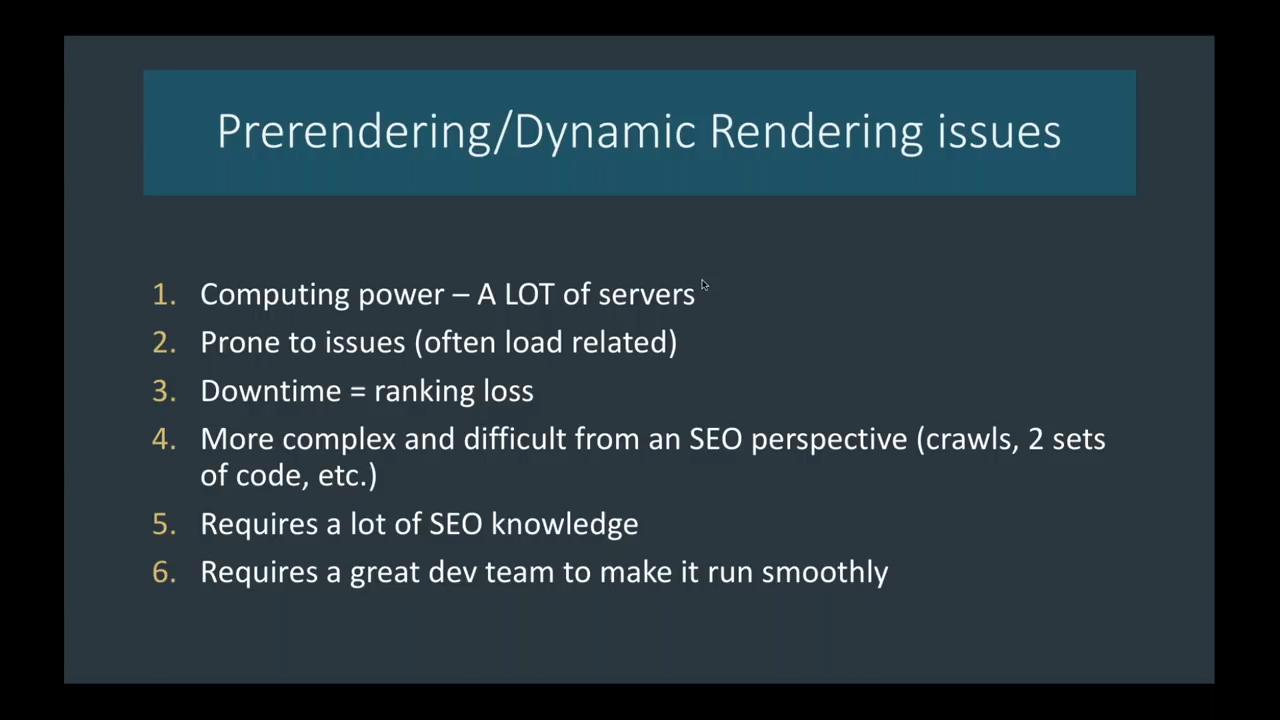 Prerendering/Dynamic Rendering issues
1. Computing power – A LOT of servers
2. Prone to issues (often load related)
3. Downtime = ranking loss
4. More complex and difficult from an SEO perspective (crawls, 2 sets
of code, etc.)
5. Requires a lot of SEO knowledge
6. Requires a great dev team to make it run smoothly